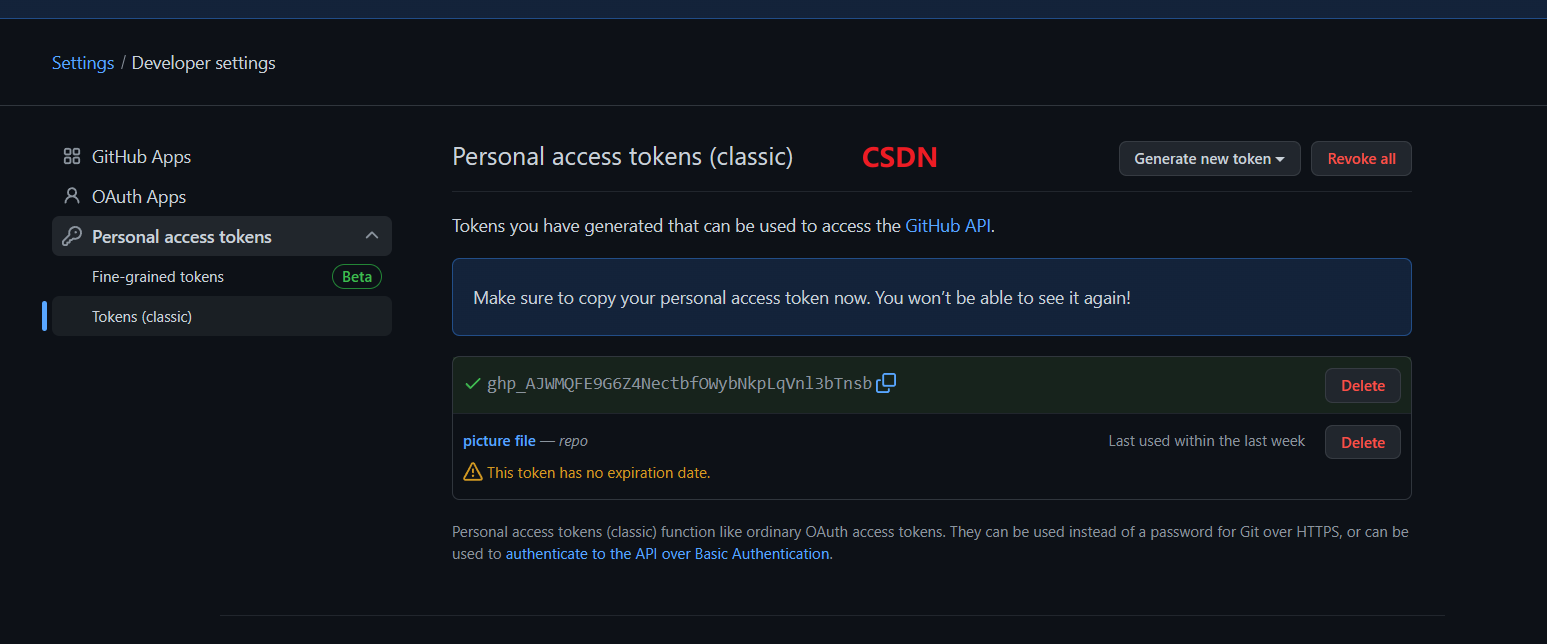 Settings / Developer settings
GitHub Apps
OAuth Apps
Personal access tokens
Fine-grained tokens Beta
Tokens (classic)
Personal access tokens (classic) CSDN Generate new token Revoke all
Tokens you have generated that can be used to access the GitHub API.
Make sure to copy your personal access token now. You won’t be able to see it again!
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 Delete
picture file — repo Last used within the last week Delete
This token has no expiration date.
Personal access tokens (classic) function like ordinary OAuth access tokens. They can be used instead of a password for Git over HTTPS, or can be
used to authenticate to the API over Basic Authentication.